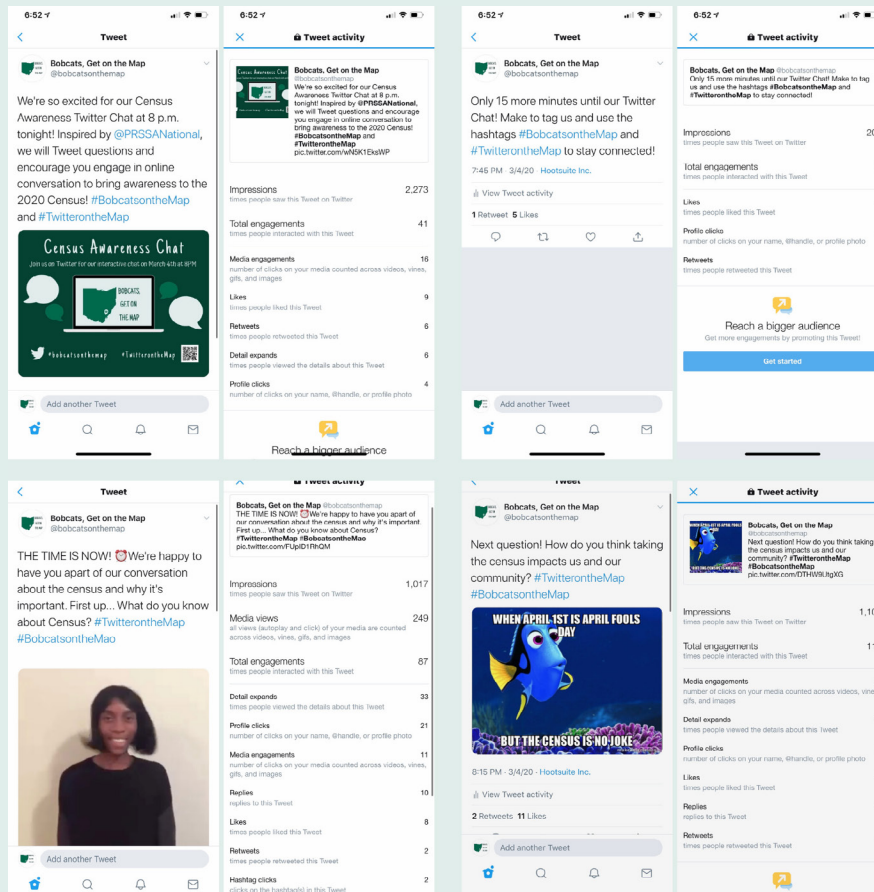 6:52
Tweet
Bobcats, Get on the Map
@bobcatsonthemap
We're so excited for our Census
Awareness Twitter Chat at 8 p.m.
tonight! Inspired by @PRSSANational,
we will Tweet questions and
encourage you engage in online
conversation to bring awareness to the
2020 Census! #BobcatsontheMap
and #TwitterontheMap
Census Awareness Chat
Join us on Twitter for our interactive chat on March 4th at 8PM
BOBCATS,
GET ON
THE MAP
@bobcatsonthemap #TwitterontheMap
Add another Tweet
6:52
Tweet activity
Census Awareness Chat
Bobcats, Get on the Map
@bobcatsonthemap
We're so excited for our Census
Awareness Twitter Chat at 8 p.m.
tonight! Inspired by @PRSSANational,
we will Tweet questions and encourage
you engage in online conversation to
bring awareness to the 2020 Census!
#BobcatsontheMap and
#TwitterontheMap
pic.twitter.com/wN5K1EksWP
Impressions 2,273
times people saw this Tweet on Twitter
Total engagements 41
times people interacted with this Tweet
Media engagements 16
number of clicks on your media counted across videos, vines,
gifs, and images
Likes 9
times people liked this Tweet
Retweets 6
times people retweeted this Tweet
Detail expands 6
times people viewed the details about this Tweet
Profile clicks 4
number of clicks on your name, @handle, or profile photo
Reach a bigger audience
6:52
Tweet
Bobcats, Get on the Map
@bobcatsonthemap
Only 15 more minutes until our Twitter
Chat! Make to tag us and use the
hashtags #BobcatsontheMap and
#TwitterontheMap to stay connected!
7:45 PM · 3/4/20 · Hootsuite Inc.
View Tweet activity
1 Retweet 5 Likes
Add another Tweet
6:52
Tweet activity
Bobcats, Get on the Map @bobcatsonthemap
Only 15 more minutes until our Twitter Chat! Make to tag
us and use the hashtags #BobcatsontheMap and
#TwitterontheMap to stay connected!
Impressions
times people saw this Tweet on Twitter
Total engagements
times people interacted with this Tweet
Likes
times people liked this Tweet
Profile clicks
number of clicks on your name, @handle, or profile photo
Retweets
times people retweeted this Tweet
Reach a bigger audience
Get more engagements by promoting this Tweet!
Get started
Tweet
Bobcats, Get on the Map
@bobcatsonthemap
THE TIME IS NOW! ⏰We're happy to
have you apart of our conversation
about the census and why it's
important. First up... What do you know
about Census? #TwitterontheMap
#BobcatsontheMao
Add another Tweet
Tweet activity
Bobcats, Get on the Map @bobcatsonthemap
THE TIME IS NOW! ⏰We're happy to have you apart of
our conversation about the census and why it's important.
First up... What do you know about Census?
#TwitterontheMap #BobcatsontheMao
pic.twitter.com/FUpID1RhQM
Impressions 1,017
times people saw this Tweet on Twitter
Media views 249
all views (autoplay and click) of your media are counted
across videos, vines, gifs, and images
Total engagements 87
times people interacted with this Tweet
Detail expands 33
times people viewed the details about this Tweet
Profile clicks 21
number of clicks on your name, @handle, or profile photo
Media engagements 11
number of clicks on your media counted across videos, vines,
gifs, and images
Replies 10
replies to this Tweet
Likes 8
times people liked this Tweet
Retweets 2
times people retweeted this Tweet
Hashtag clicks 2
clicks on the hashtag(s) in this Tweet
Tweet
Bobcats, Get on the Map
@bobcatsonthemap
Next question! How do you think taking
the census impacts us and our
community? #TwitterontheMap
#BobcatsontheMap
WHEN APRIL 1ST IS APRIL FOOLS
DAY
BUT THE CENSUS IS NO JOKE
8:15 PM · 3/4/20 · Hootsuite Inc.
View Tweet activity
2 Retweets 11 Likes
Add another Tweet
Tweet activity
Bobcats, Get on the Map
@bobcatsonthemap
Next question! How do you think taking
the census impacts us and our
community? #TwitterontheMap
#BobcatsontheMap
pic.twitter.com/DTHW9UtgXG
Impressions
times people saw this Tweet on Twitter
Total engagements
times people interacted with this Tweet
Media engagements
number of clicks on your media counted across videos,
gifs, and images
Detail expands
times people viewed the details about this Tweet
Profile clicks
number of clicks on your name, @handle, or profile photo
Likes
times people liked this Tweet
Replies
replies to this Tweet
Retweets
times people retweeted this Tweet